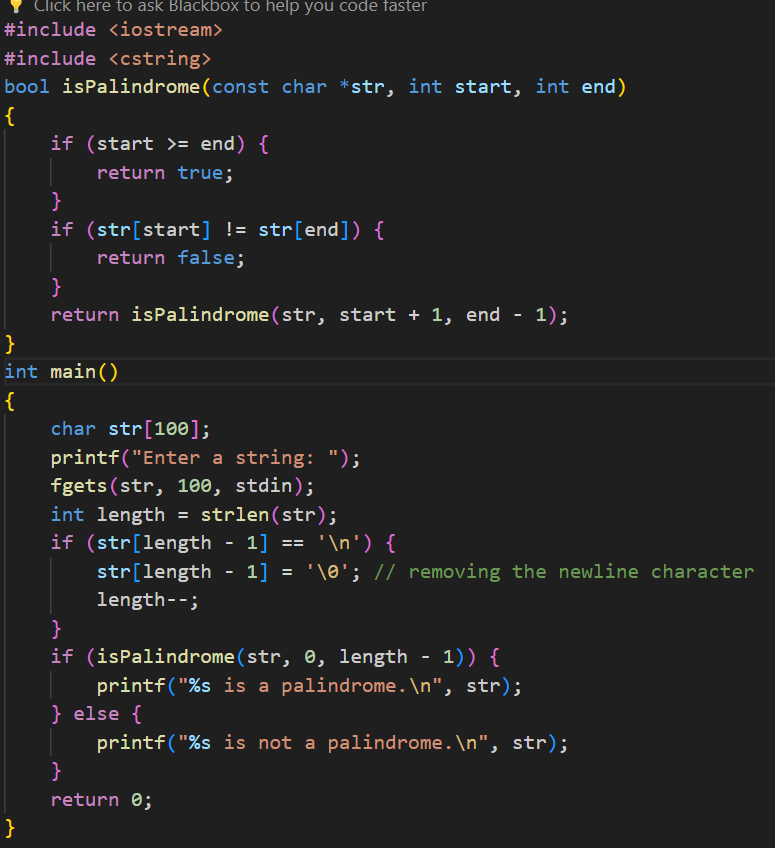 Click here to ask Blackbox to help you code faster
#include <iostream>
#include <cstring>
bool isPalindrome(const char *str, int start, int end)
{
    if (start >= end) {
        return true;
    }
    if (str[start] != str[end]) {
        return false;
    }
    return isPalindrome(str, start + 1, end - 1);
}
int main()
{
    char str[100];
    printf("Enter a string: ");
    fgets(str, 100, stdin);
    int length = strlen(str);
    if (str[length - 1] == '\n') {
        str[length - 1] = '\0'; // removing the newline character
        length--;
    }
    if (isPalindrome(str, 0, length - 1)) {
        printf("%s is a palindrome.\n", str);
    } else {
        printf("%s is not a palindrome.\n", str);
    }
    return 0;
}